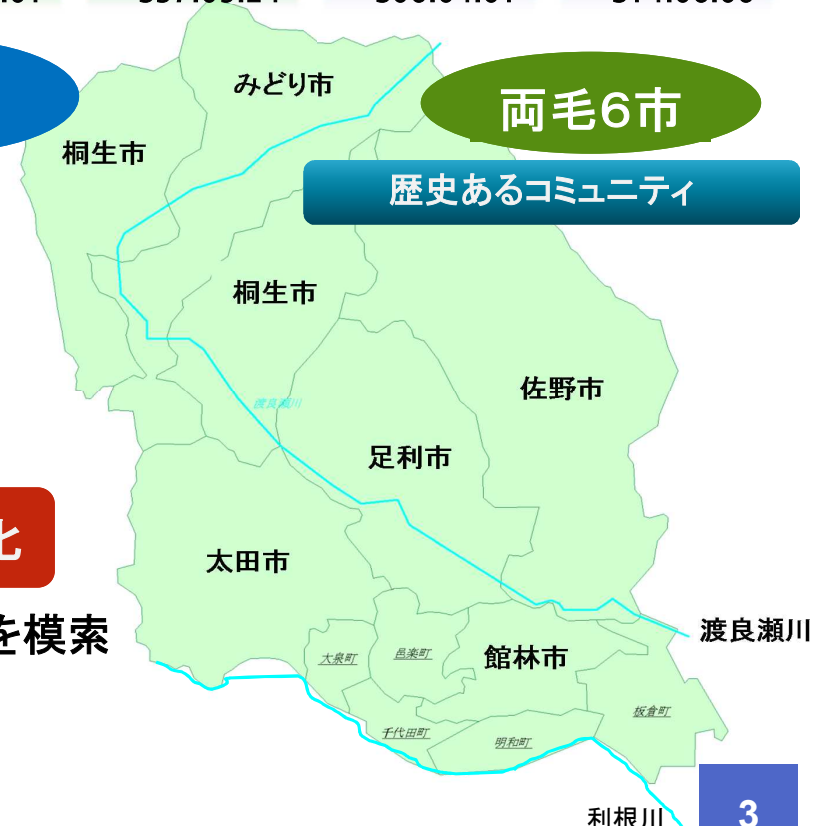 みどり市
両毛６市
桐生市
歴史あるコミュニティ
桐生市
佐野市
渡良瀬川
足利市
太田市
を模索
渡良瀬川
大泉町
邑楽町
館林市
板倉町
千代田町
明和町
利根川
3